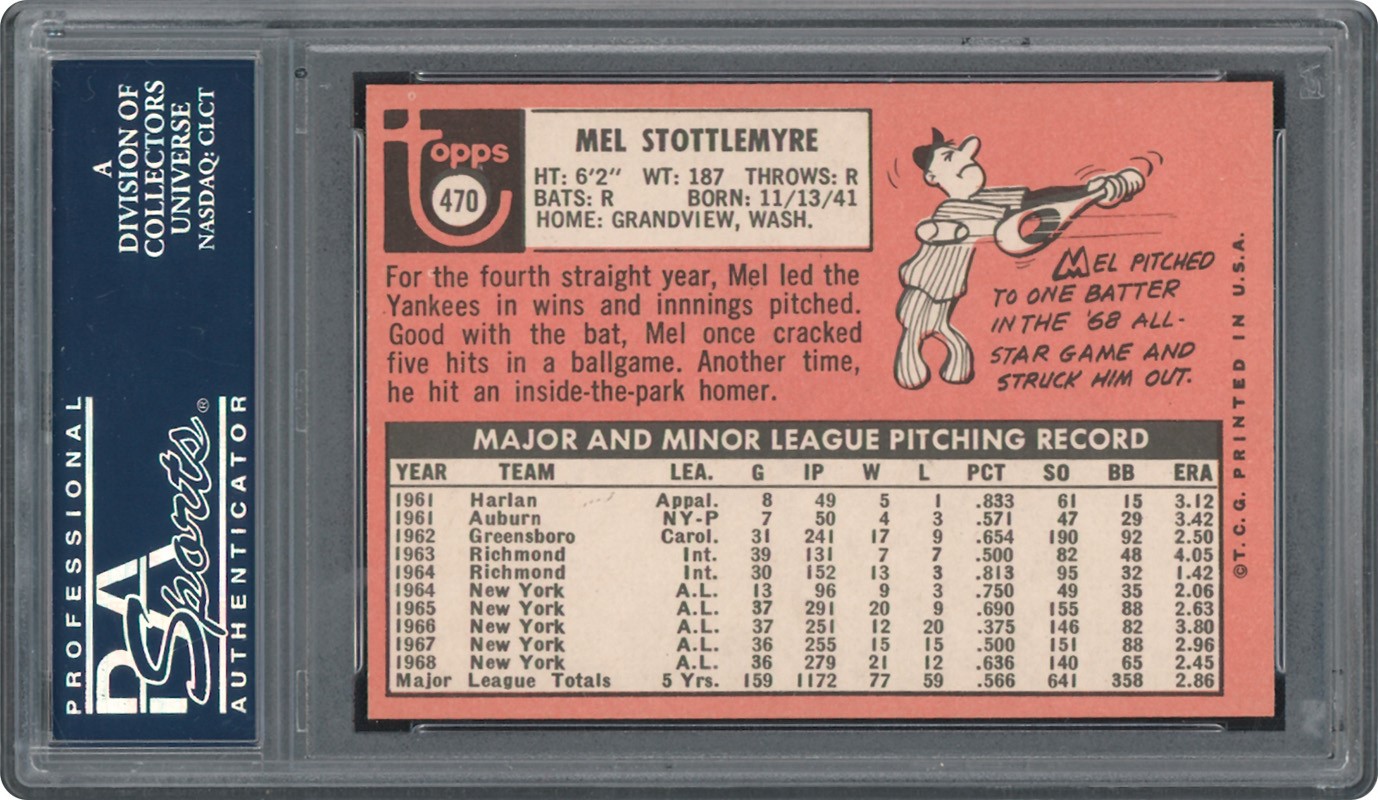 A
DIVISION OF
COLLECTORS
UNIVERSE
NASDAQ: CLCT
PROFESSIONAL
PSA
Sports®
AUTHENTICATOR
topps
470
MEL STOTTLEMYRE
HT: 6'2" WT: 187 THROWS: R
BATS: R BORN: 11/13/41
HOME: GRANDVIEW, WASH.
For the fourth straight year, Mel led the
Yankees in wins and innnings pitched.
Good with the bat, Mel once cracked
five hits in a ballgame. Another time,
he hit an inside-the-park homer.
MEL PITCHED
TO ONE BATTER
IN THE '68 ALL-
STAR GAME AND
STRUCK HIM OUT.
MAJOR AND MINOR LEAGUE PITCHING RECORD
YEAR TEAM LEA. G IP W L PCT SO BB ERA
1961 Harlan Appal. 8 49 5 1 .833 61 15 3.12
1961 Auburn NY-P 7 50 4 3 .571 47 29 3.42
1962 Greensboro Carol. 31 241 17 9 .654 190 92 2.50
1963 Richmond Int. 39 131 7 7 .500 82 48 4.05
1964 Richmond Int. 30 152 13 3 .813 95 32 1.42
1964 New York A.L. 13 96 9 3 .750 49 35 2.06
1965 New York A.L. 37 291 20 9 .690 155 88 2.63
1966 New York A.L. 37 251 12 20 .375 146 82 3.80
1967 New York A.L. 36 255 15 15 .500 151 88 2.96
1968 New York A.L. 36 279 21 12 .636 140 65 2.45
Major League Totals 5 Yrs. 159 1172 77 59 .566 641 358 2.86
©T.C.G. PRINTED IN U.S.A.